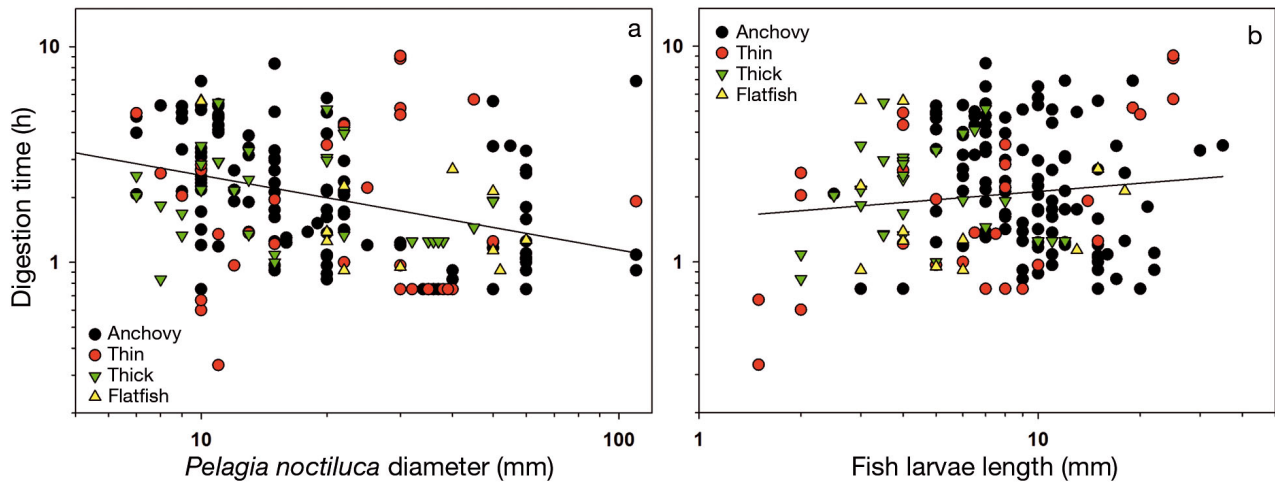 a
10
1
Digestion time (h)
Anchovy
Thin
Thick
Flatfish
10
100
Pelagia noctiluca diameter (mm)
b
Anchovy
Thin
Thick
Flatfish
10
1
1
10
Fish larvae length (mm)